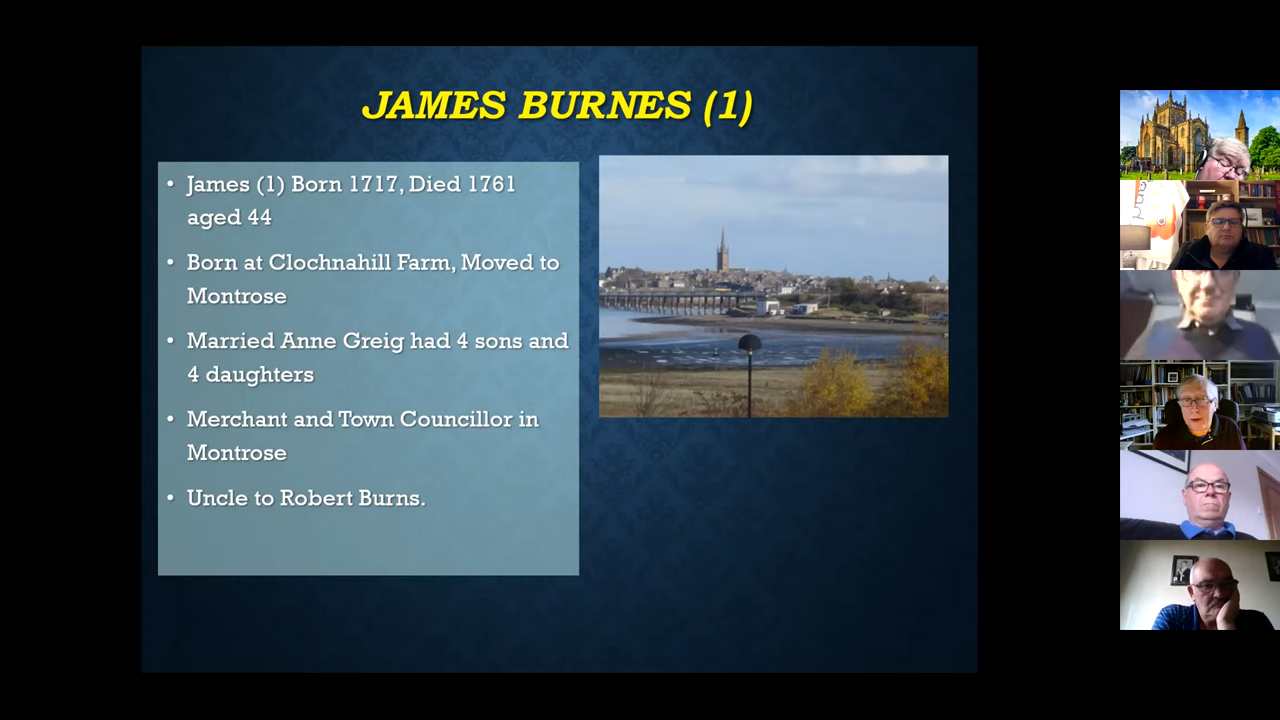 JAMES BURNES (1)
• James (1) Born 1717, Died 1761
aged 44
• Born at Clochnahill Farm, Moved to
Montrose
• Married Anne Greig had 4 sons and
4 daughters
• Merchant and Town Councillor in
Montrose
• Uncle to Robert Burns.